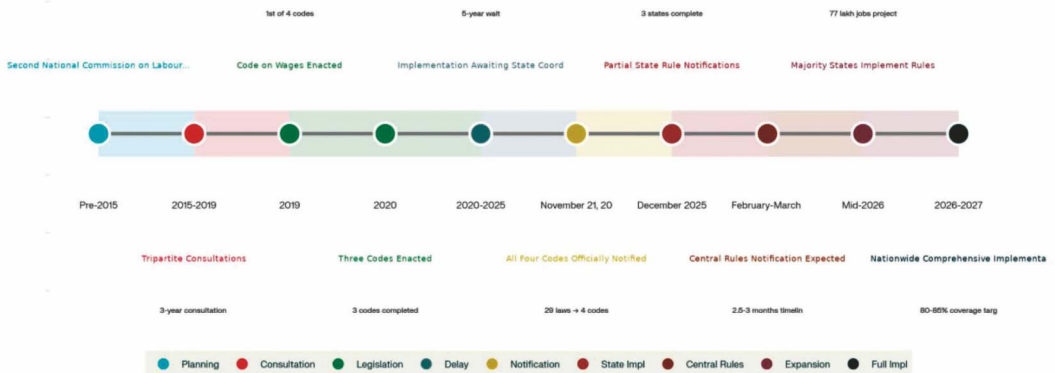 1st of 4 codes 5-year wait 3 states complete 77 lakh jobs project
Second National Commission on Labour... Code on Wages Enacted Implementation Awaiting State Coord Partial State Rule Notifications Majority States Implement Rules
Pre-2015 2015-2019 2019 2020 2020-2025 November 21, 20 December 2025 February-March Mid-2026 2026-2027
Tripartite Consultations Three Codes Enacted All Four Codes Officially Notified Central Rules Notification Expected Nationwide Comprehensive Implementa
3-year consultation 3 codes completed 29 laws → 4 codes 2.5-3 months timelin 80-85% coverage targ
Planning Consultation Legislation Delay Notification State Impl Central Rules Expansion Full Impl